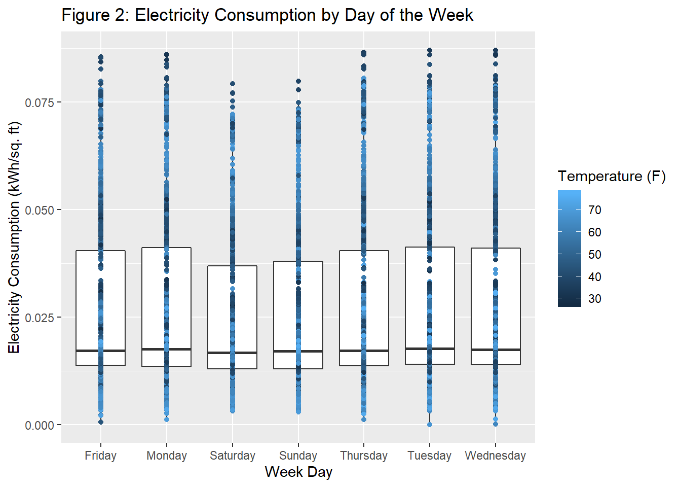 Figure 2: Electricity Consumption by Day of the Week
Electricity Consumption (kWh/sq. ft)
0.075
0.050
0.025
0.000
Friday Monday Saturday Sunday Thursday Tuesday Wednesday
Week Day
Temperature (F)
70
60
50
40
30